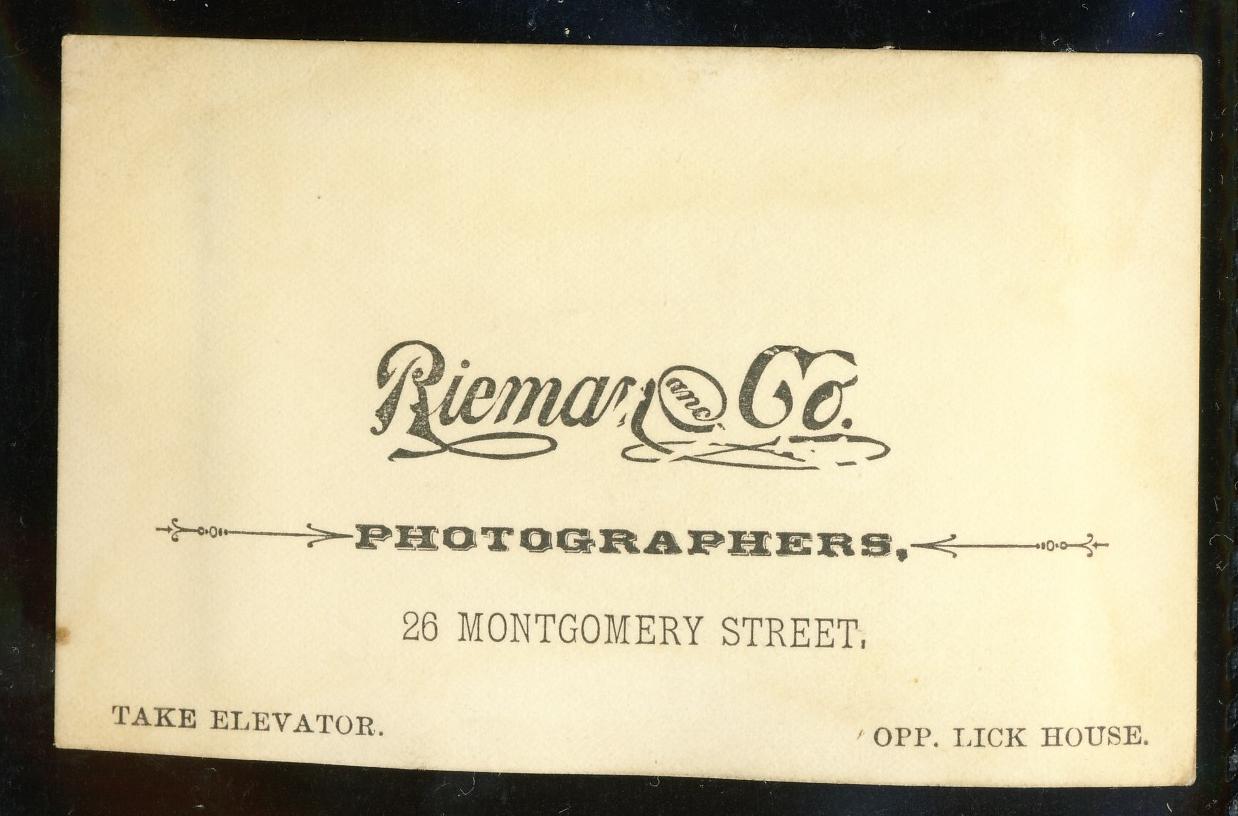 Rieman and Co.
PHOTOGRAPHERS,
26 MONTGOMERY STREET,
TAKE ELEVATOR.
OPP. LICK HOUSE.